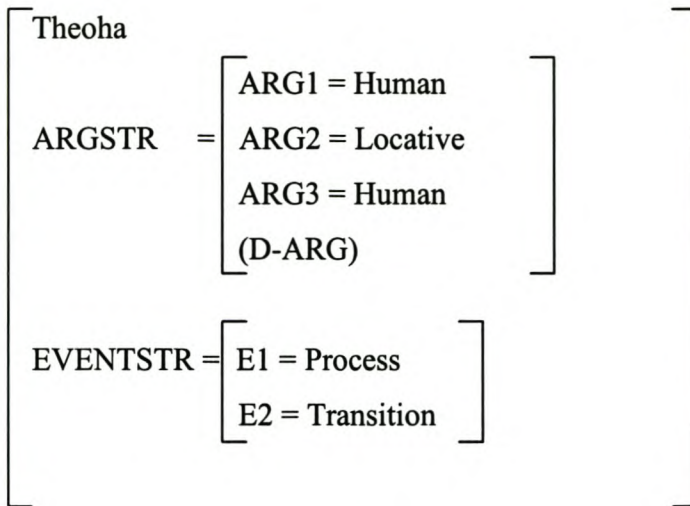 Theoha
ARG1 = Human
ARGSTR = ARG2 = Locative
ARG3 = Human
(D-ARG)
EVENTSTR = E1 = Process
E2 = Transition